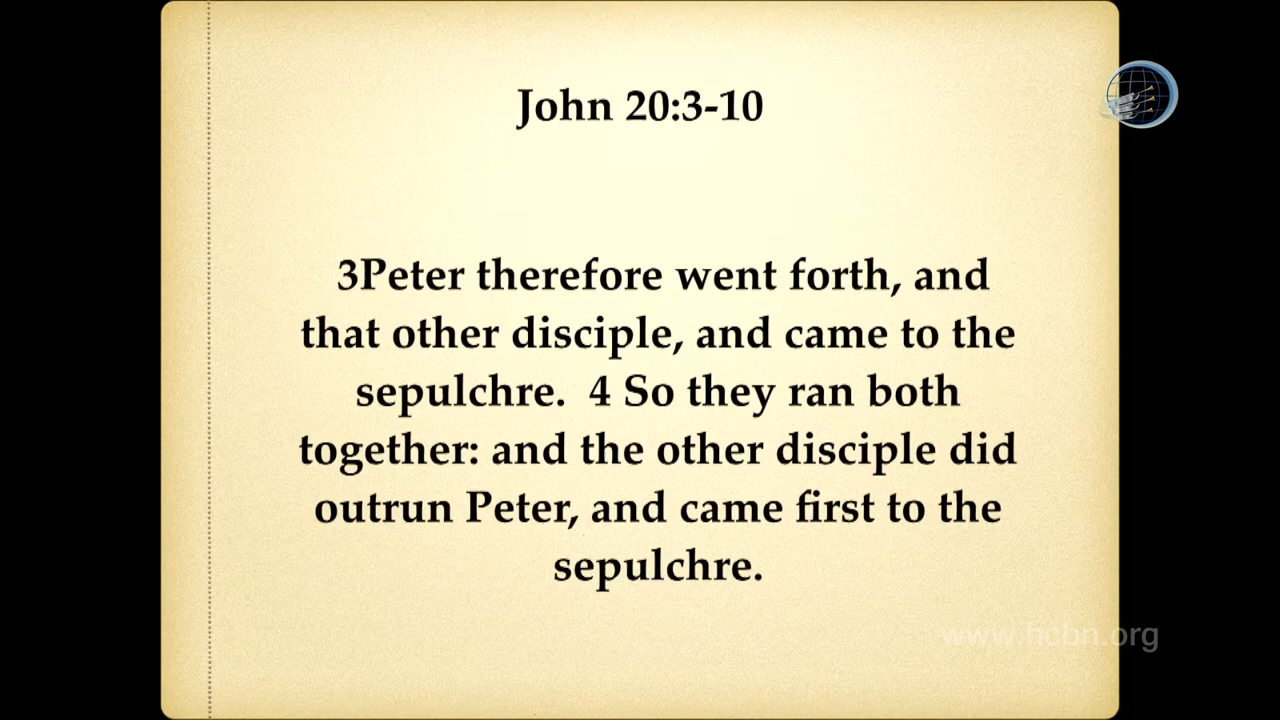 John 20:3-10
3Peter therefore went forth, and
that other disciple, and came to the
sepulchre.  4 So they ran both
together: and the other disciple did
outrun Peter, and came first to the
sepulchre.
www.hcbn.org